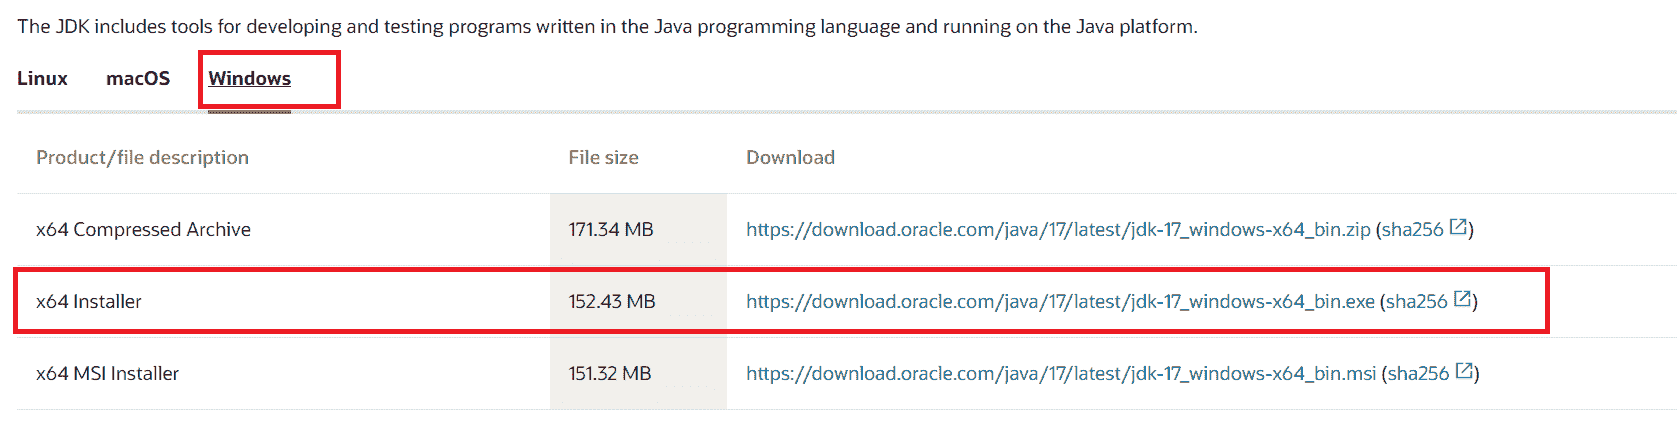 The JDK includes tools for developing and testing programs written in the Java programming language and running on the Java platform.
Linux macOS Windows
Product/file description File size Download
x64 Compressed Archive 171.34 MB https://download.oracle.com/java/17/latest/jdk-17_windows-x64_bin.zip (sha256)
x64 Installer 152.43 MB https://download.oracle.com/java/17/latest/jdk-17_windows-x64_bin.exe (sha256)
x64 MSI Installer 151.32 MB https://download.oracle.com/java/17/latest/jdk-17_windows-x64_bin.msi (sha256)